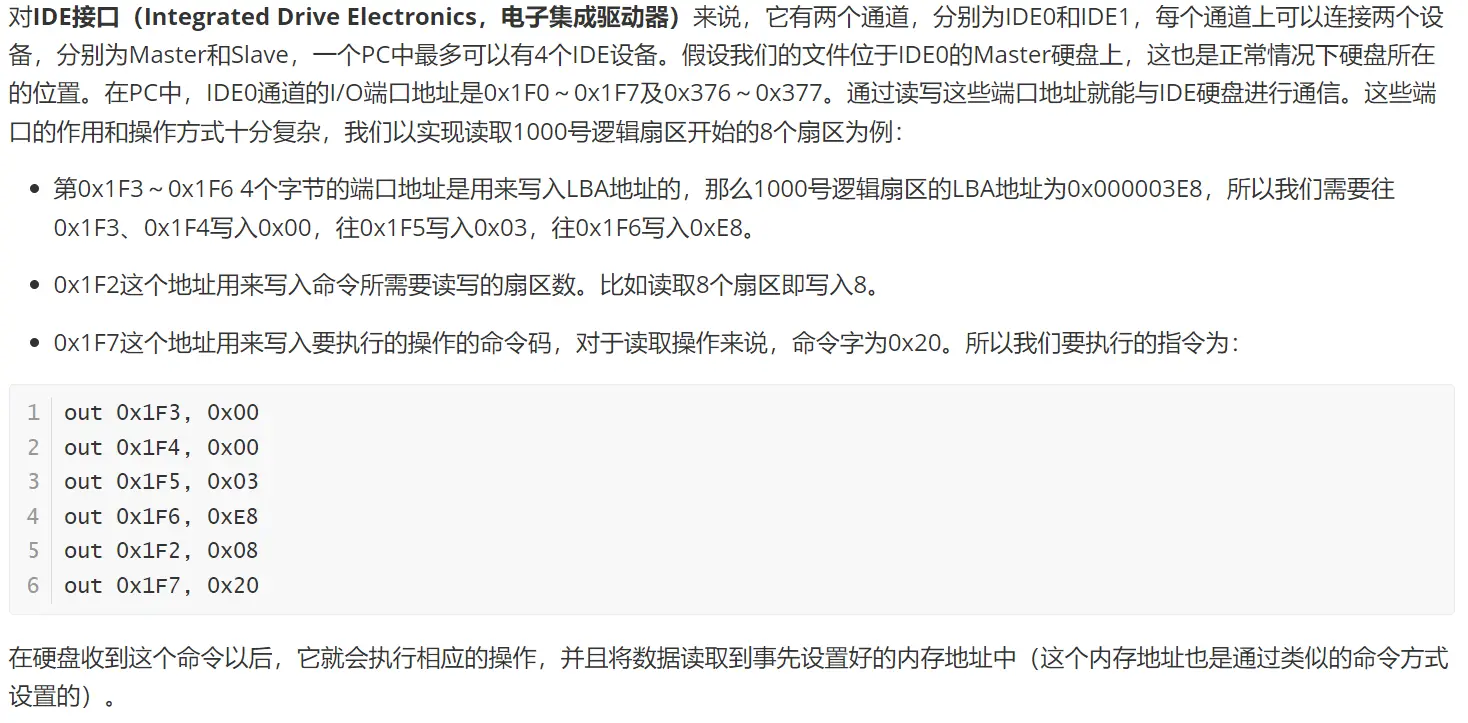 对IDE接口（Integrated Drive Electronics，电子集成驱动器）来说，它有两个通道，分别为IDE0和IDE1，每个通道上可以连接两个设
备，分别为Master和Slave，一个PC中最多可以有4个IDE设备。假设我们的文件位于IDE0的Master硬盘上，这也是正常情况下硬盘所在
的位置。在PC中，IDE0通道的I/O端口地址是0x1F0～0x1F7及0x376～0x377。通过读写这些端口地址就能与IDE硬盘进行通信。这些端
口的作用和操作方式十分复杂，我们以实现读取1000号逻辑扇区开始的8个扇区为例：
• 第0x1F3～0x1F6 4个字节的端口地址是用来写入LBA地址的，那么1000号逻辑扇区的LBA地址为0x000003E8，所以我们需要往
0x1F3、0x1F4写入0x00，往0x1F5写入0x03，往0x1F6写入0xE8。
• 0x1F2这个地址用来写入命令所需要读写的扇区数。比如读取8个扇区即写入8。
• 0x1F7这个地址用来写入要执行的操作的命令码，对于读取操作来说，命令字为0x20。所以我们要执行的指令为：
1 out 0x1F3, 0x00
2 out 0x1F4, 0x00
3 out 0x1F5, 0x03
4 out 0x1F6, 0xE8
5 out 0x1F2, 0x08
6 out 0x1F7, 0x20
在硬盘收到这个命令以后，它就会执行相应的操作，并且将数据读取到事先设置好的内存地址中（这个内存地址也是通过类似的命令方式
设置的）。